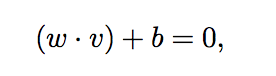 (w · v) + b = 0,